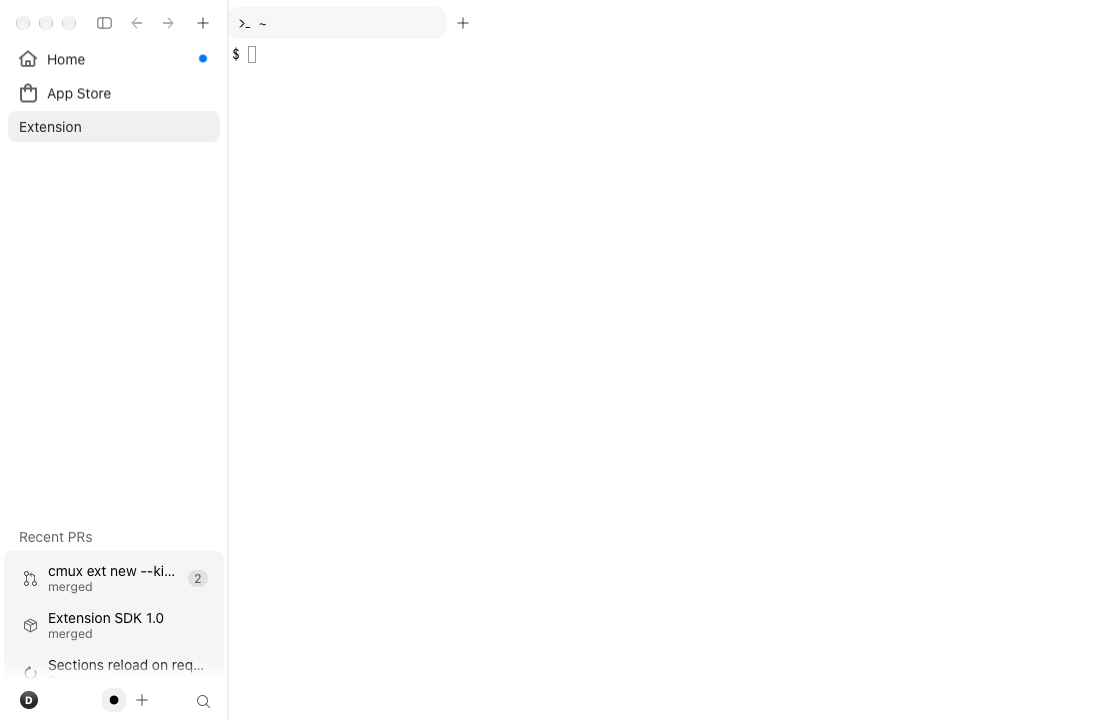 >_ ~
$
Home
App Store
Extension
Recent PRs
cmux ext new --ki...
merged
2
Extension SDK 1.0
merged
Sections reload on req...
D